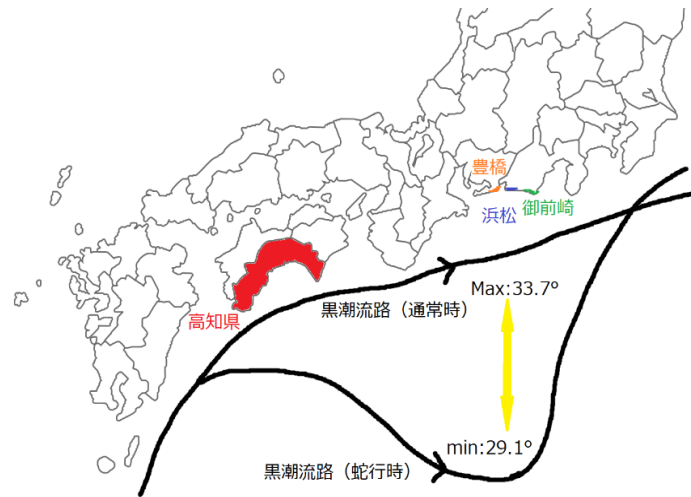 豊橋
浜松
御前崎
高知県
黒潮流路（通常時）
Max:33.7°
min:29.1°
黒潮流路（蛇行時）